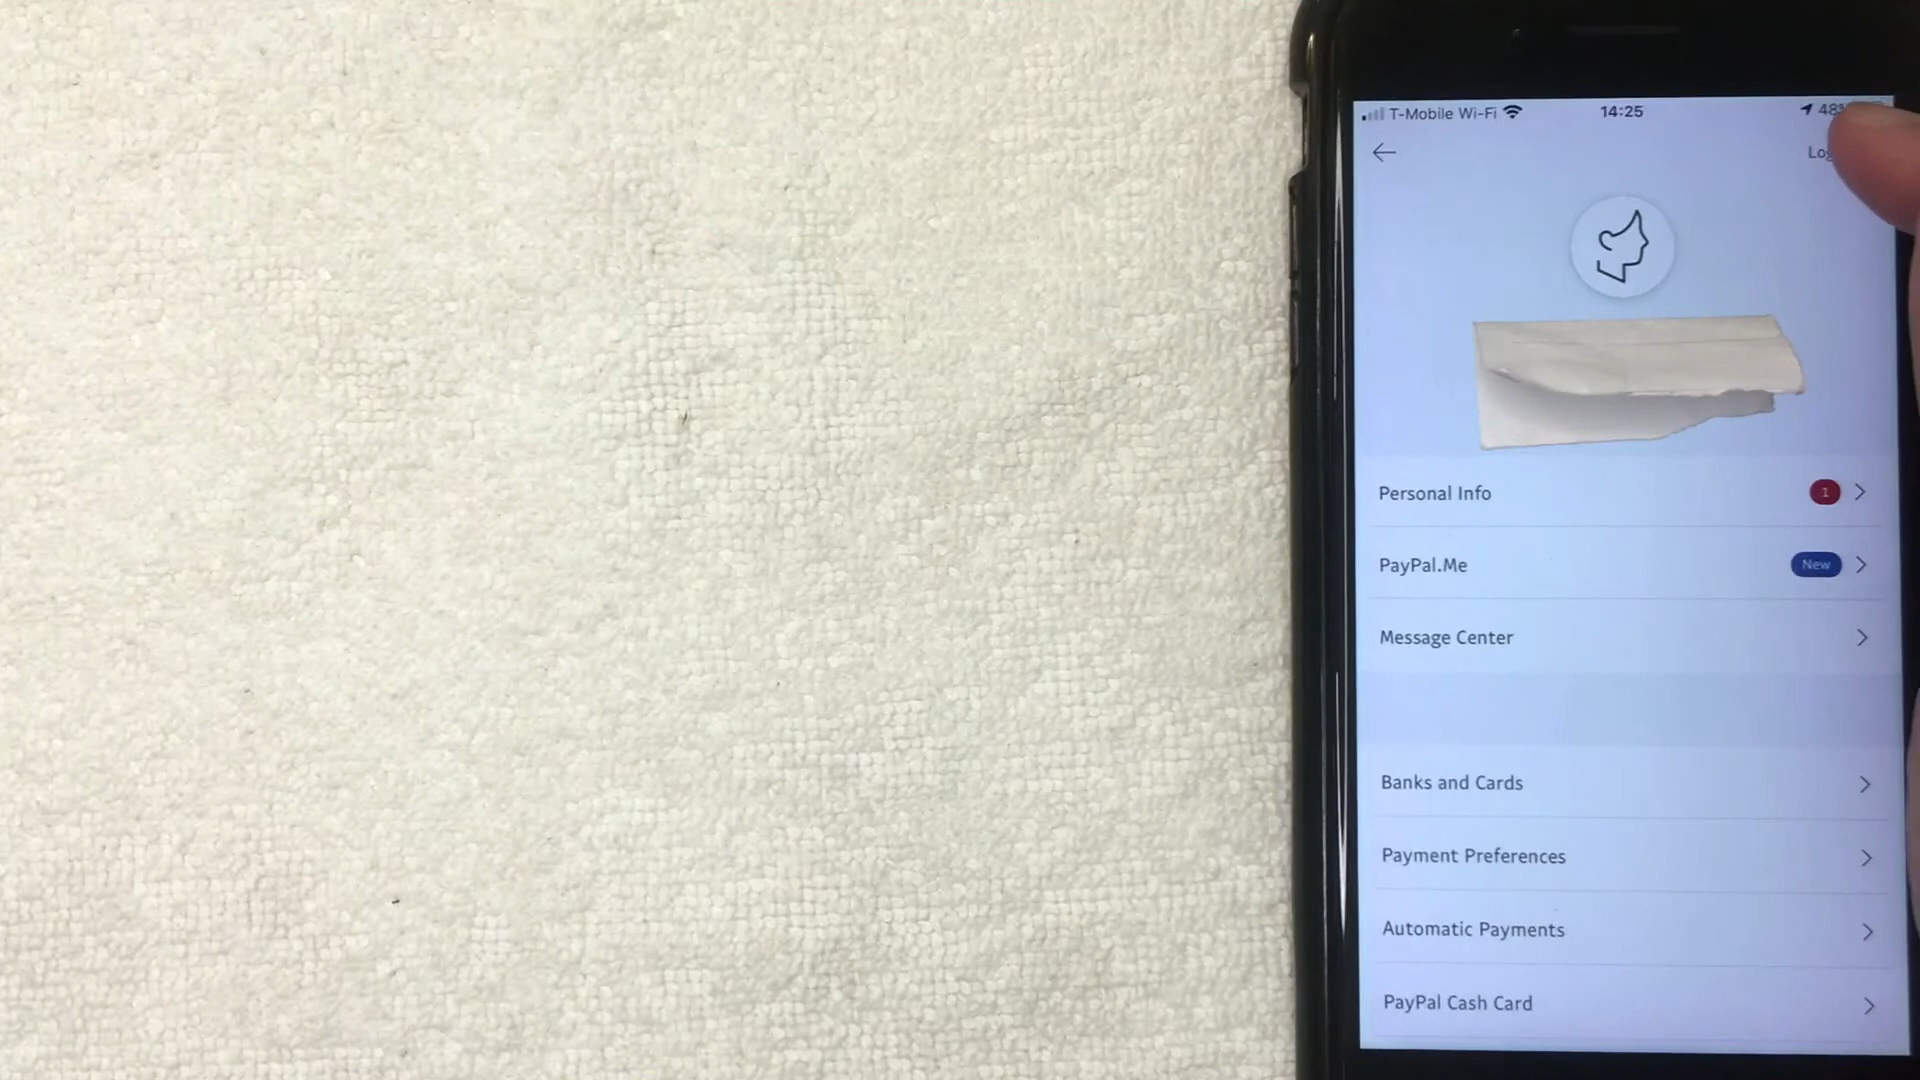 T-Mobile Wi-Fi 14:25 48%
Personal Info 1
PayPal.Me New
Message Center
Banks and Cards
Payment Preferences
Automatic Payments
PayPal Cash Card